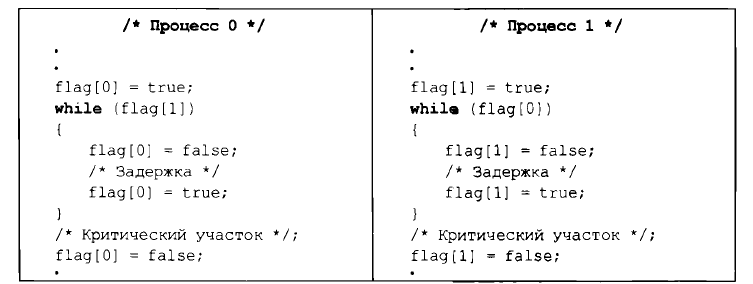 /* Процесс 0 */
.
.
flag[0] = true;
while (flag[1])
{
flag[0] = false;
/* Задержка */
flag[0] = true;
}
/* Критический участок */;
flag[0] = false;
.
/* Процесс 1 */
.
.
flag[1] = true;
while (flag[0])
{
flag[1] = false;
/* Задержка */
flag[1] = true;
}
/* Критический участок */;
flag[1] = false;
.